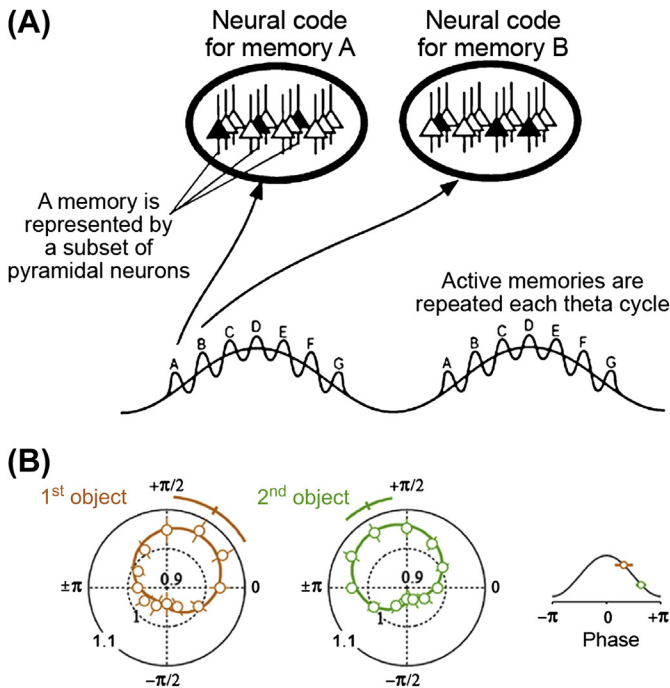 (A)
Neural code
for memory A
Neural code
for memory B
A memory is
represented by
a subset of
pyramidal neurons
Active memories are
repeated each theta cycle
A B C D E F G
A B C D E F G
(B)
1st object
+π/2
2nd object
+π/2
±π
0.9
0
1
1.1
−π/2
±π
0.9
0
1
1.1
−π/2
−π
0
+π
Phase